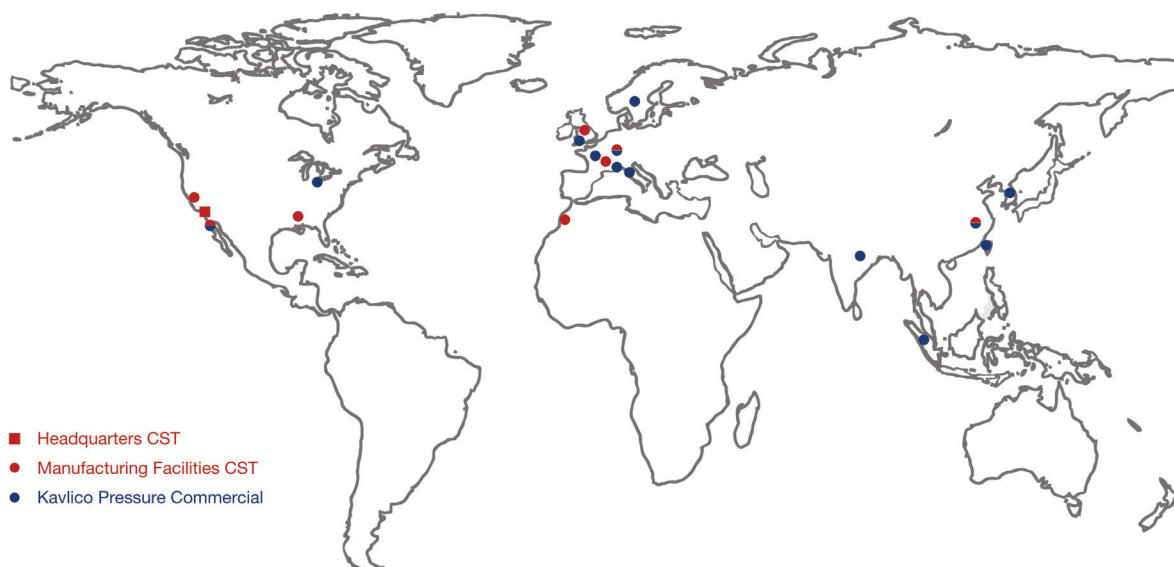 Headquarters CST
Manufacturing Facilities CST
Kavlico Pressure Commercial